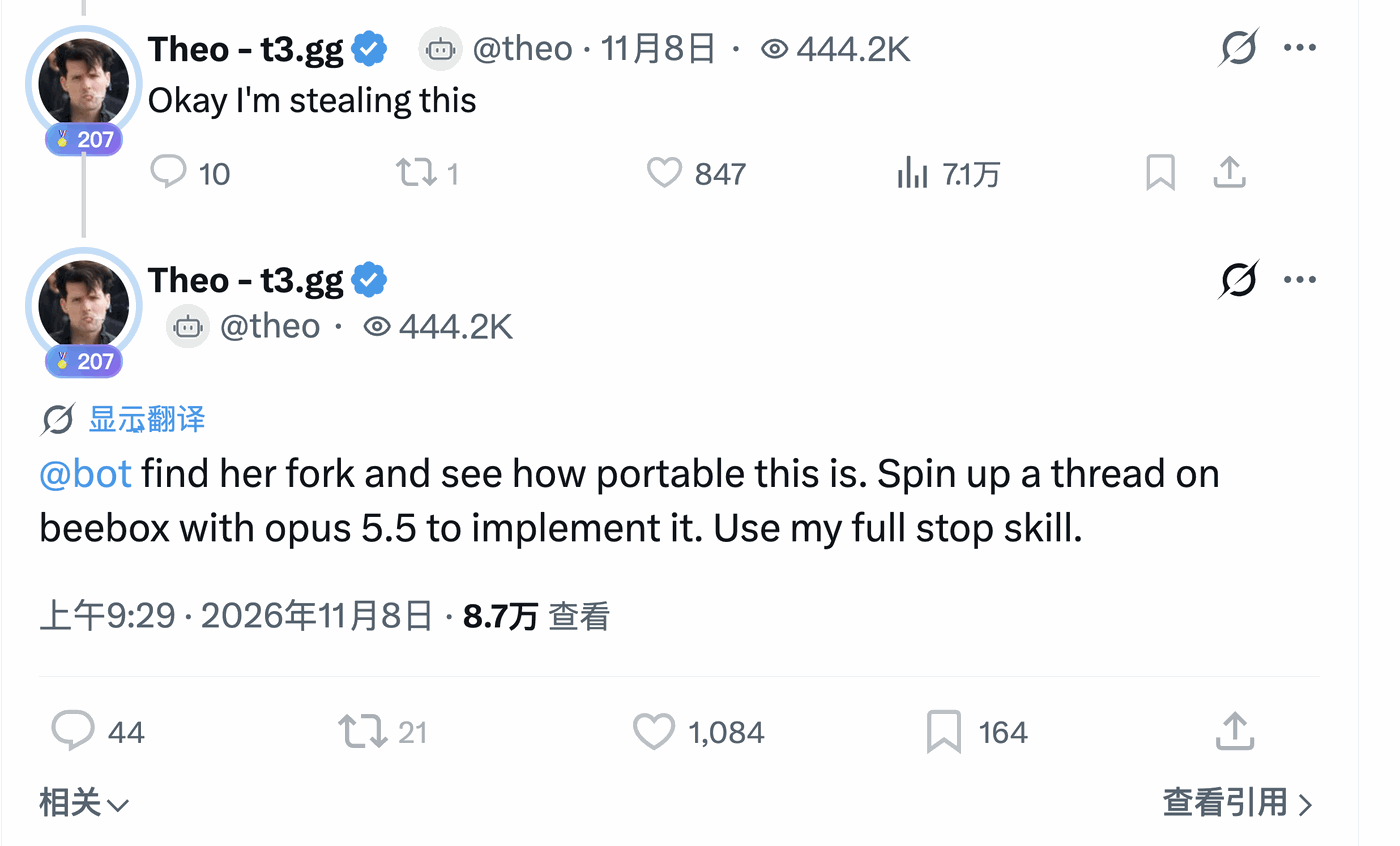 Theo - t3.gg @theo · 11月8日 · 444.2K
207
Okay I'm stealing this
10 1 847 7.1万
Theo - t3.gg
@theo · 444.2K
207
显示翻译
@bot find her fork and see how portable this is. Spin up a thread on
beebox with opus 5.5 to implement it. Use my full stop skill.
上午9:29 · 2026年11月8日 · 8.7万 查看
44 21 1,084 164
相关 查看引用